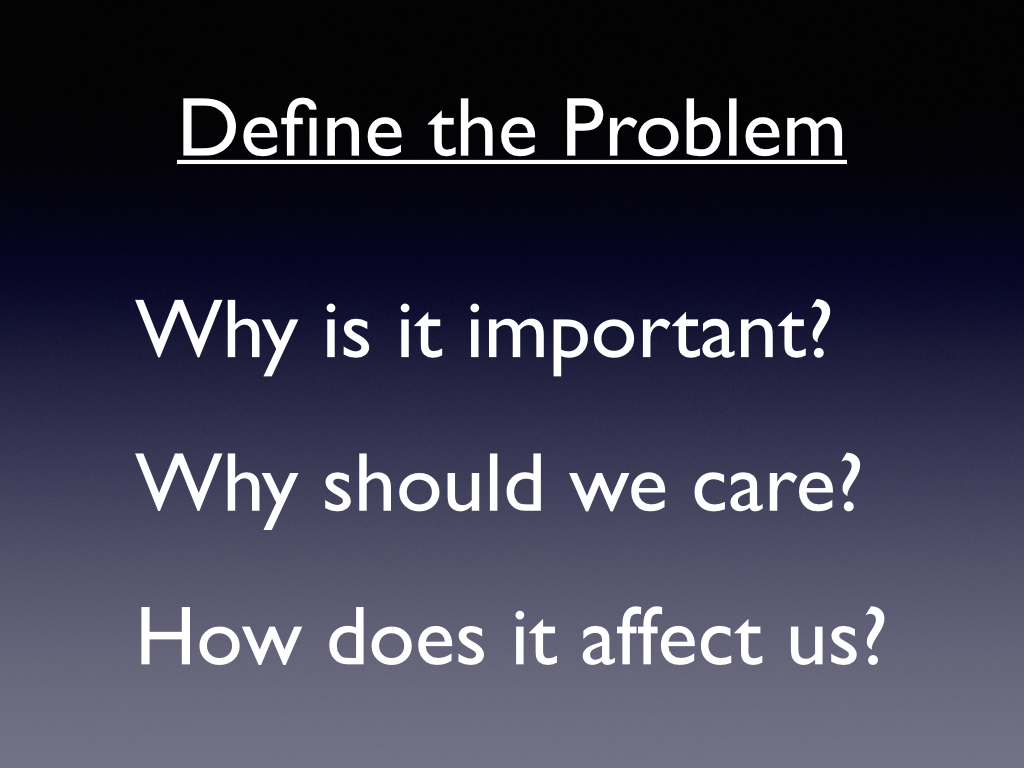 Define the Problem
Why is it important?
Why should we care?
How does it affect us?